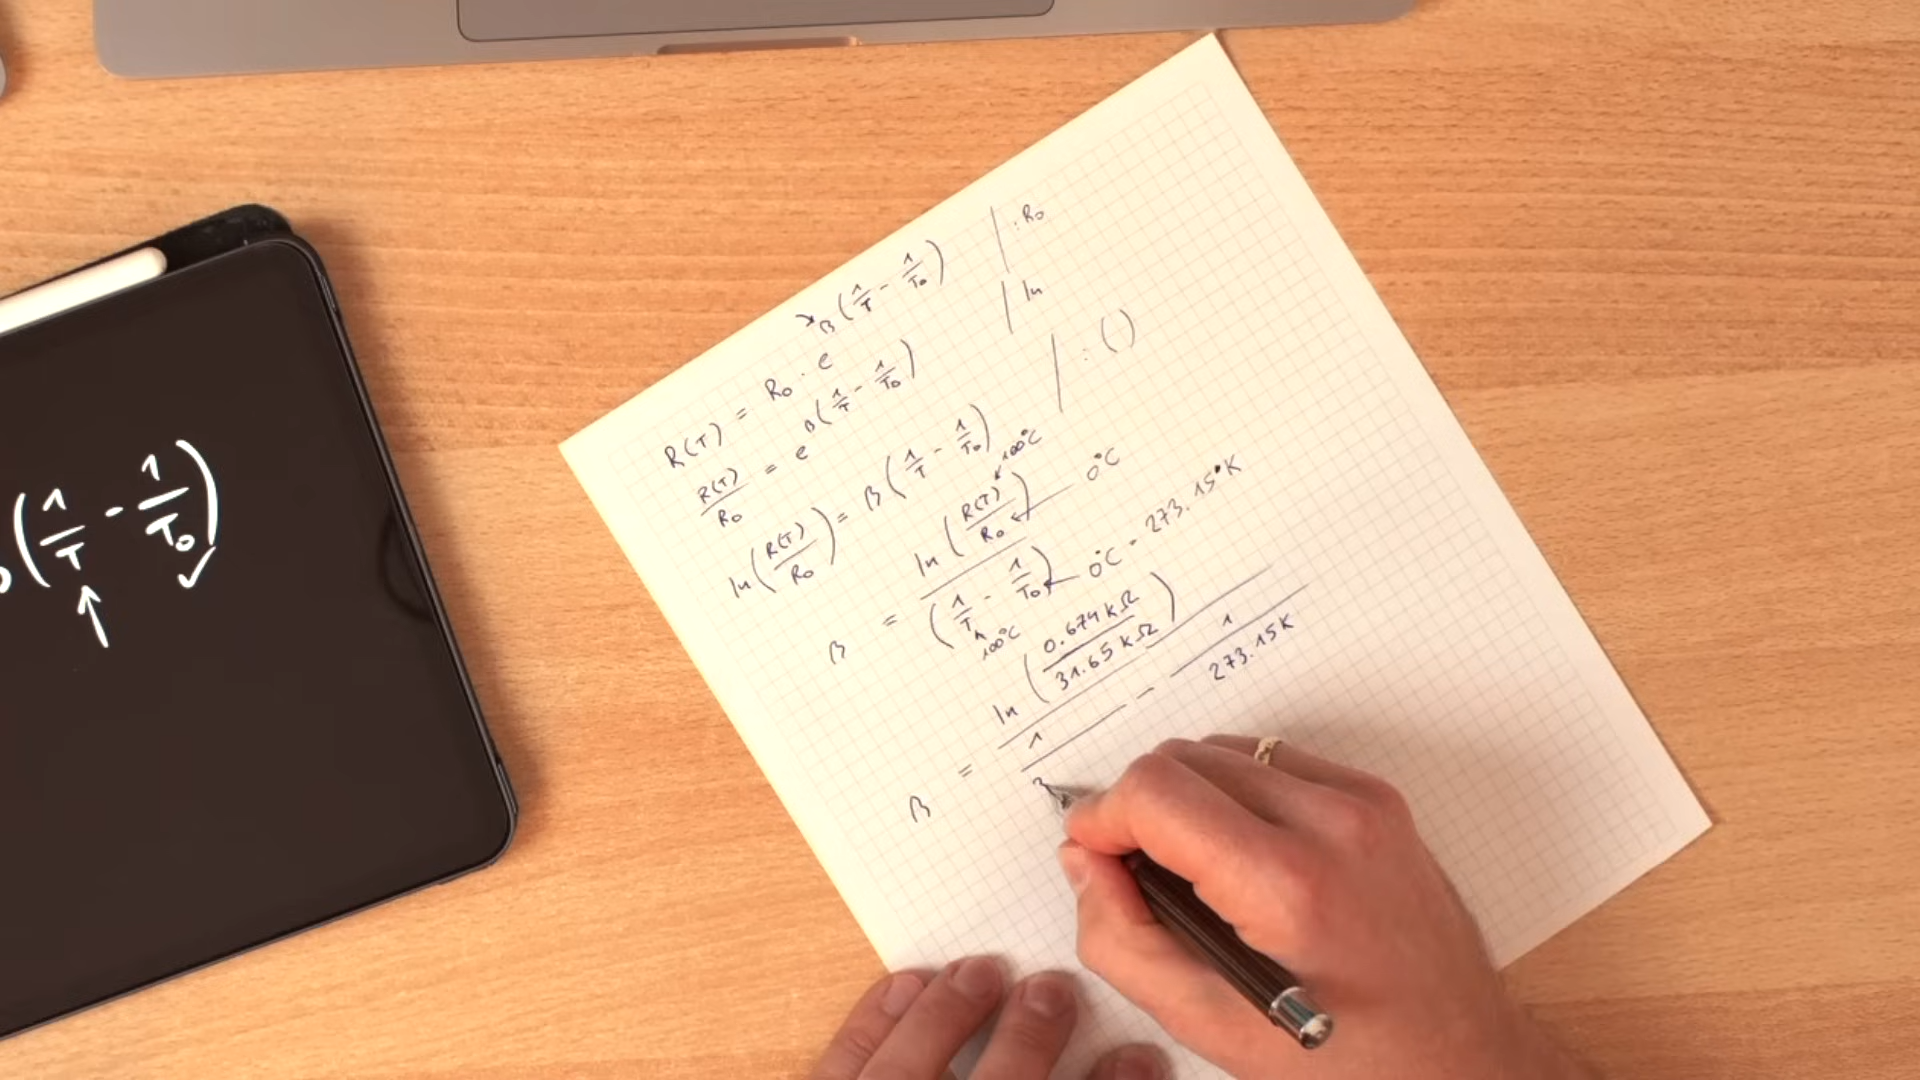 R(T) = R₀ · e^β(1/T - 1/T₀) | : R₀
R(T)/R₀ = e^β(1/T - 1/T₀) | ln
ln(R(T)/R₀) = β(1/T - 1/T₀) | : ( )
β = ln(R(T)/R₀) / (1/T - 1/T₀)
100°C
0°C
100°C
0°C = 273.15°K
β = ln(0.674 kΩ / 31.65 kΩ) / (1/3 - 1/273.15K)
(1/T - 1/T₀)